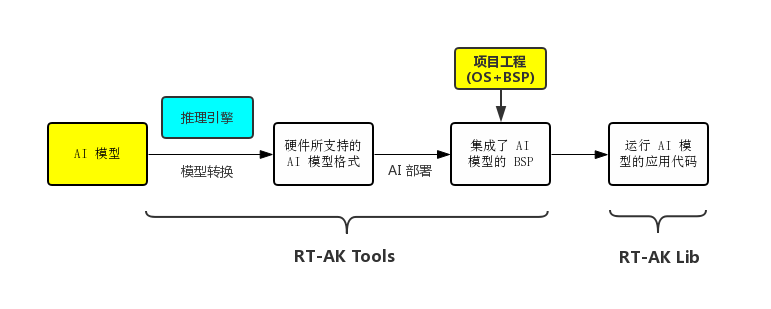 项目工程
(OS+BSP)
推理引擎
AI 模型
模型转换
硬件所支持的
AI 模型格式
AI 部署
集成了 AI
模型的 BSP
运行 AI 模
型的应用代码
RT-AK Tools
RT-AK Lib